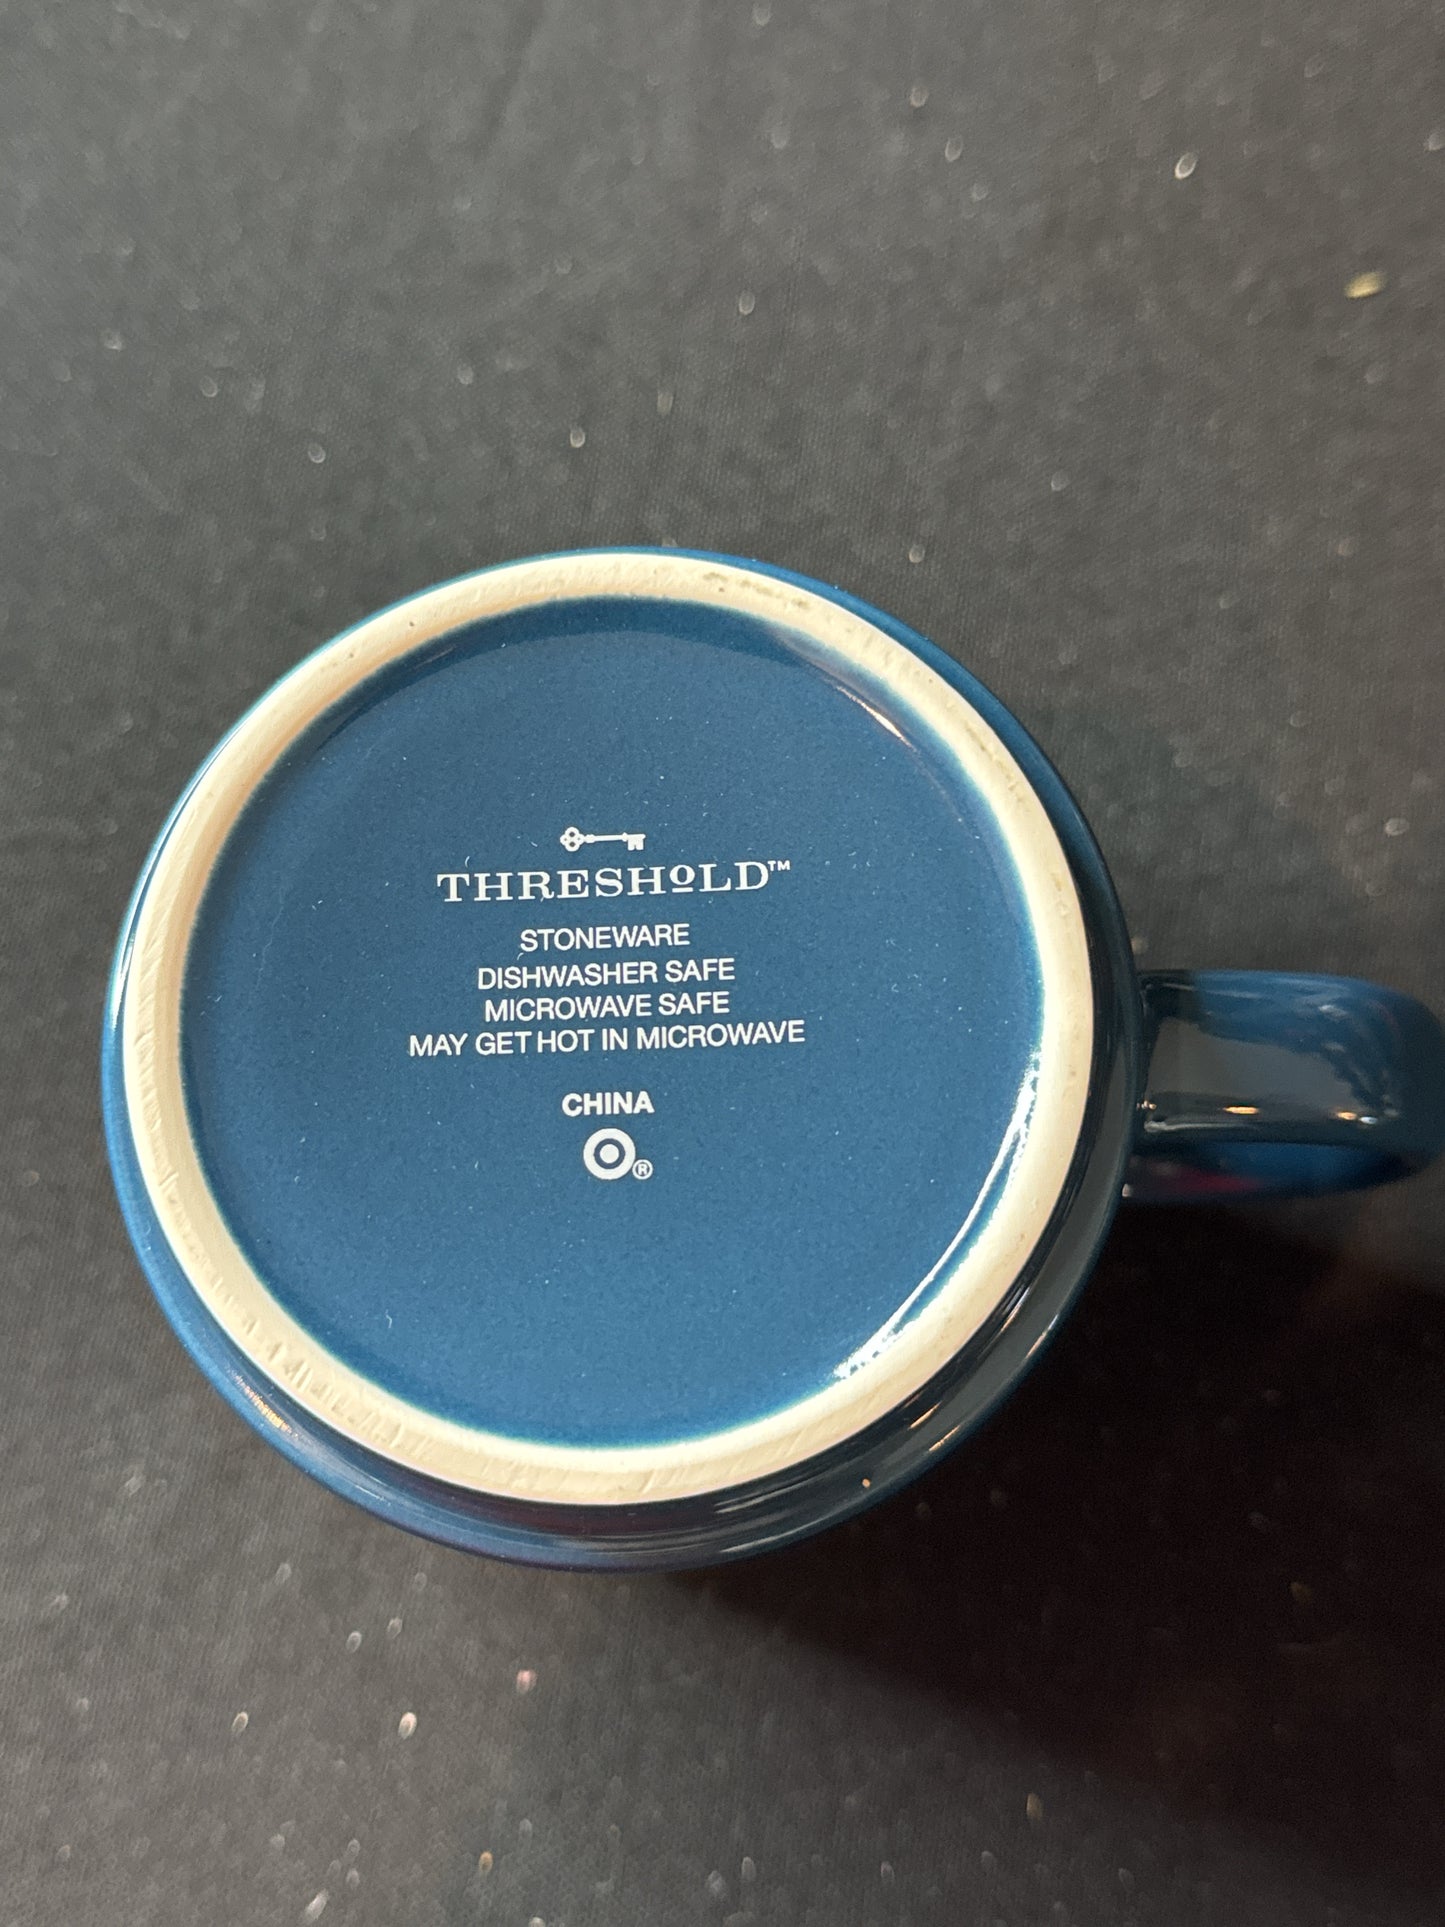 THRESHOLD™
STONEWARE
DISHWASHER SAFE
MICROWAVE SAFE
MAY GET HOT IN MICROWAVE
CHINA
®